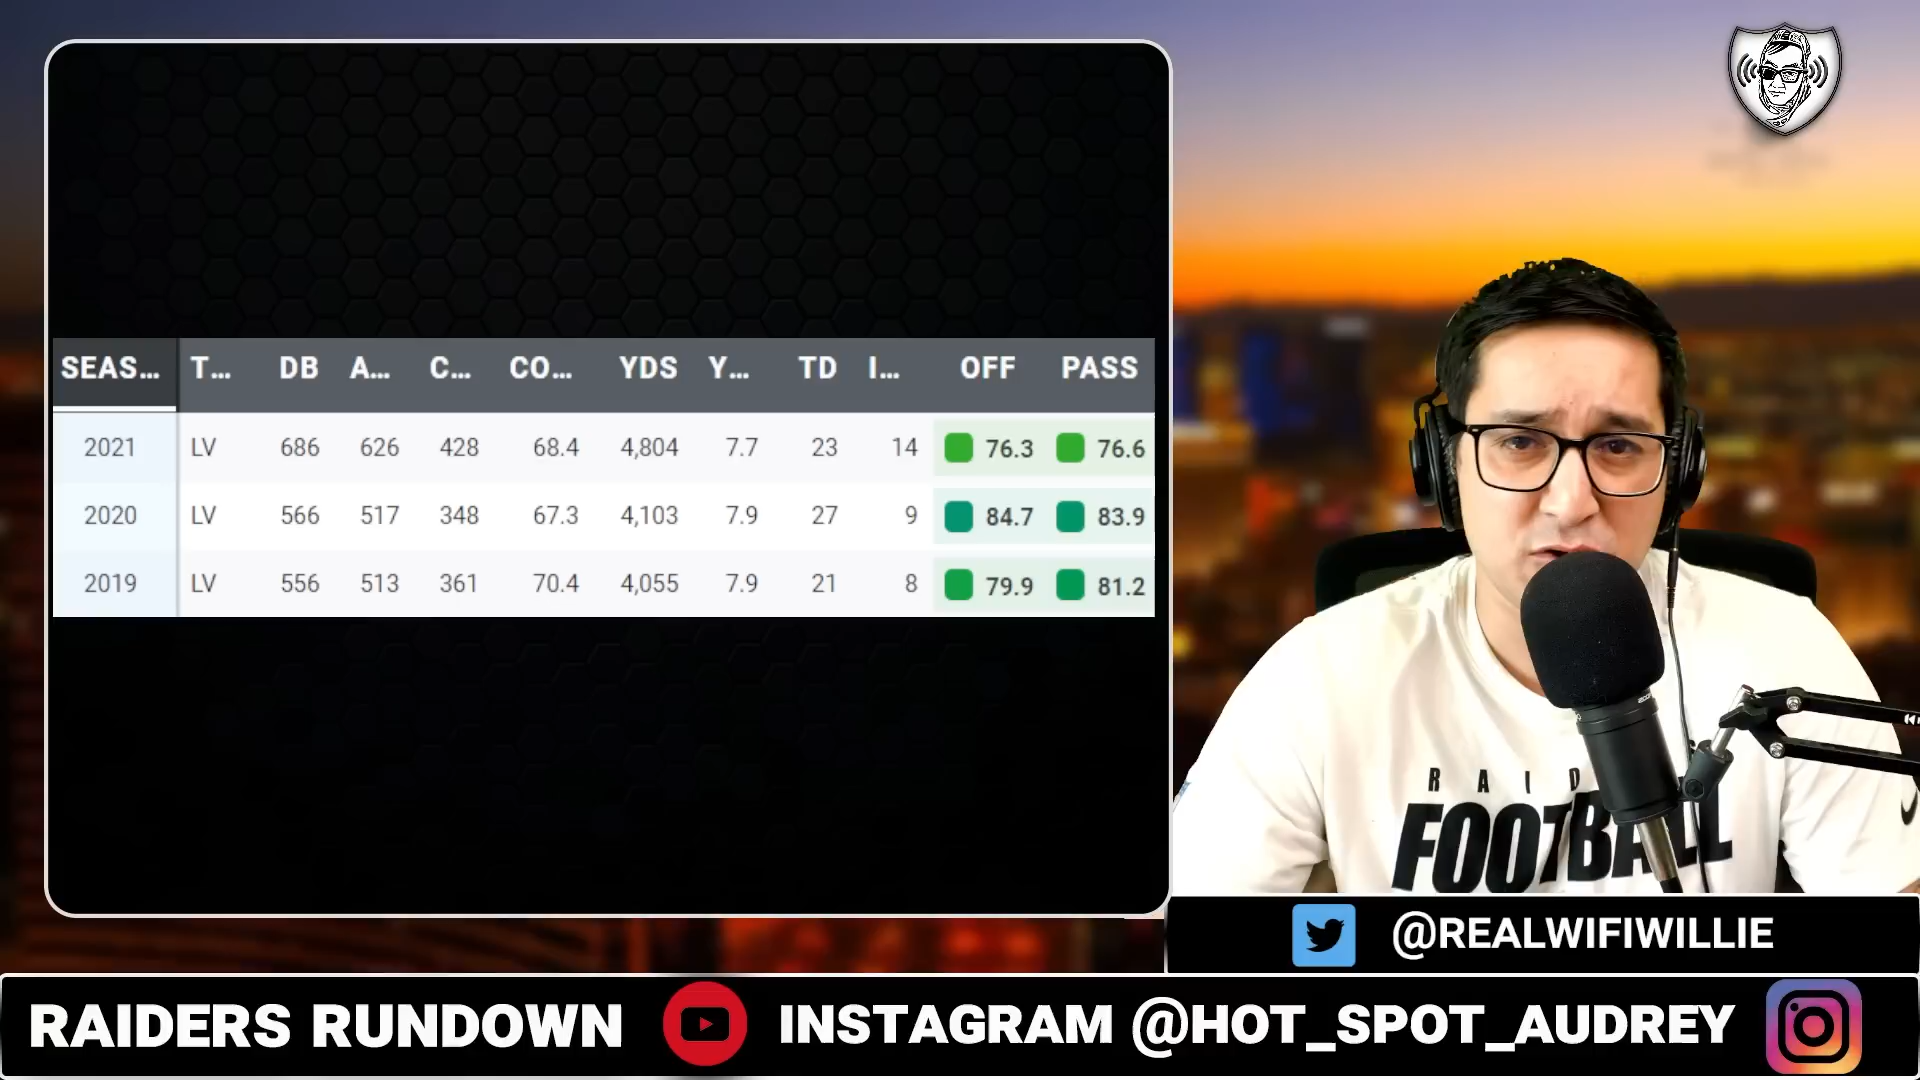 SEAS... T... DB A... C... CO... YDS Y... TD I... OFF PASS
2021 LV 686 626 428 68.4 4,804 7.7 23 14 76.3 76.6
2020 LV 566 517 348 67.3 4,103 7.9 27 9 84.7 83.9
2019 LV 556 513 361 70.4 4,055 7.9 21 8 79.9 81.2
RAID
FOOTBALL
@REALWIFIWILLIE
RAIDERS RUNDOWN INSTAGRAM @HOT_SPOT_AUDREY